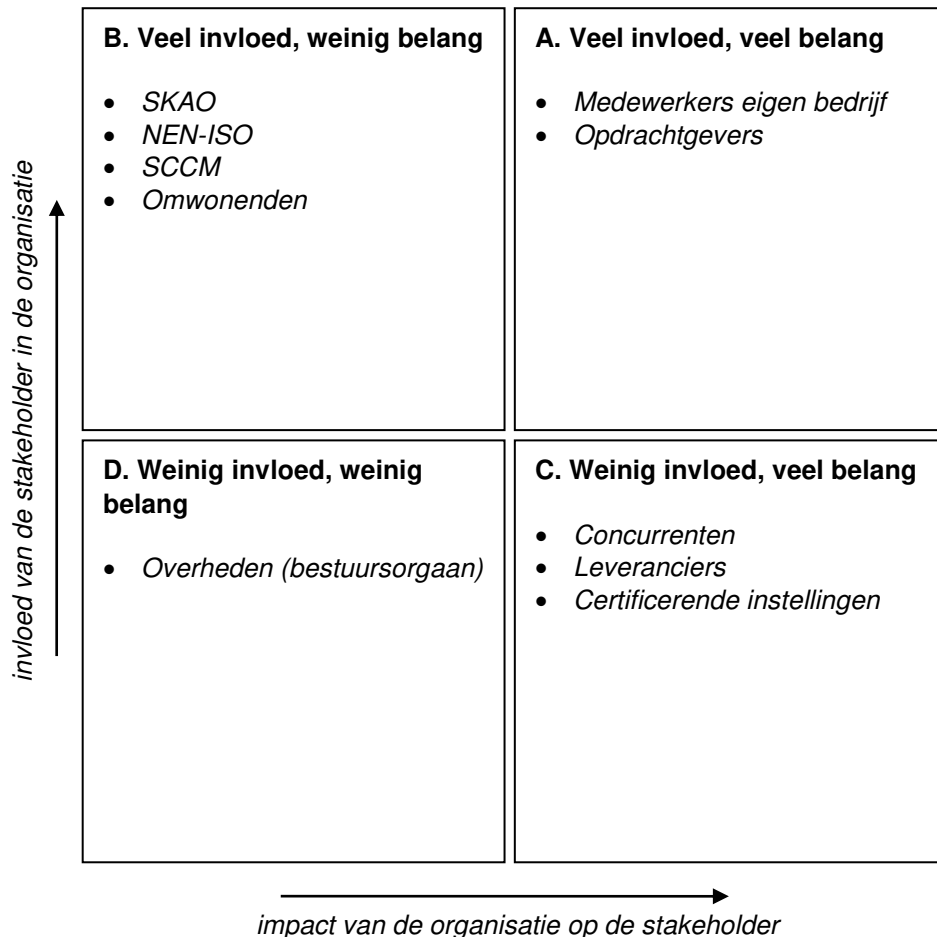 B. Veel invloed, weinig belang
• SKAO
• NEN-ISO
• SCCM
• Omwonenden
A. Veel invloed, veel belang
• Medewerkers eigen bedrijf
• Opdrachtgevers
D. Weinig invloed, weinig
belang
• Overheden (bestuursorgaan)
C. Weinig invloed, veel belang
• Concurrenten
• Leveranciers
• Certificerende instellingen
invloed van de stakeholder in de organisatie
impact van de organisatie op de stakeholder